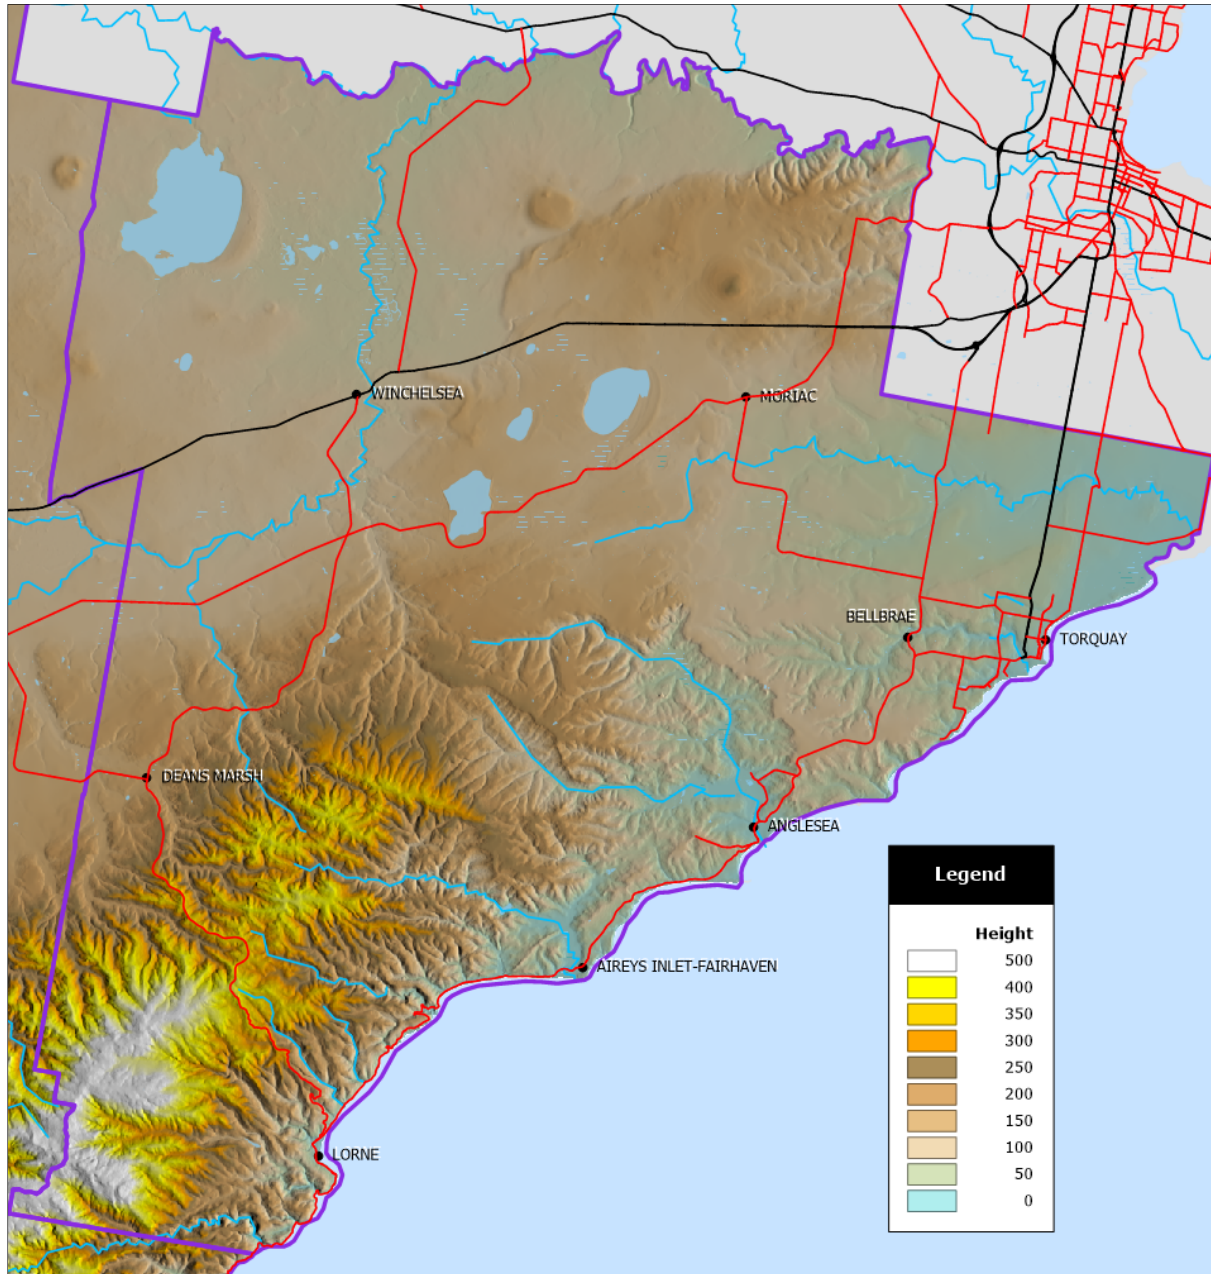 WINCHELSEA
MORIAC
BELLBRAE
TORQUAY
DEANS MARSH
ANGLESEA
AIREYS INLET-FAIRHAVEN
LORNE
Legend
Height
500
400
350
300
250
200
150
100
50
0